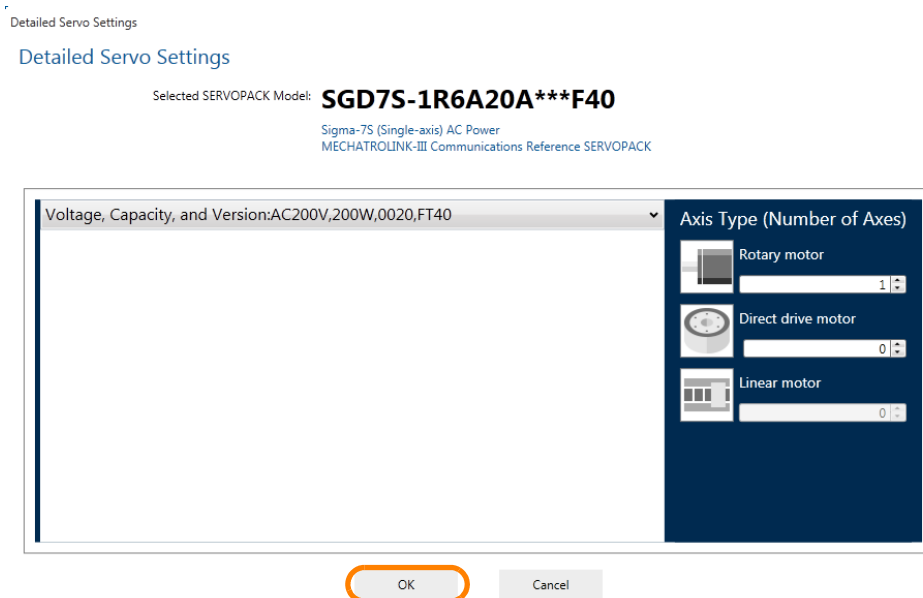 Detailed Servo Settings
Detailed Servo Settings
Selected SERVOPACK Model: SGD7S-1R6A20A***F40
Sigma-7S (Single-axis) AC Power
MECHATROLINK-III Communications Reference SERVOPACK
Voltage, Capacity, and Version:AC200V,200W,0020,FT40
Axis Type (Number of Axes)
Rotary motor
1
Direct drive motor
0
Linear motor
0
OK Cancel